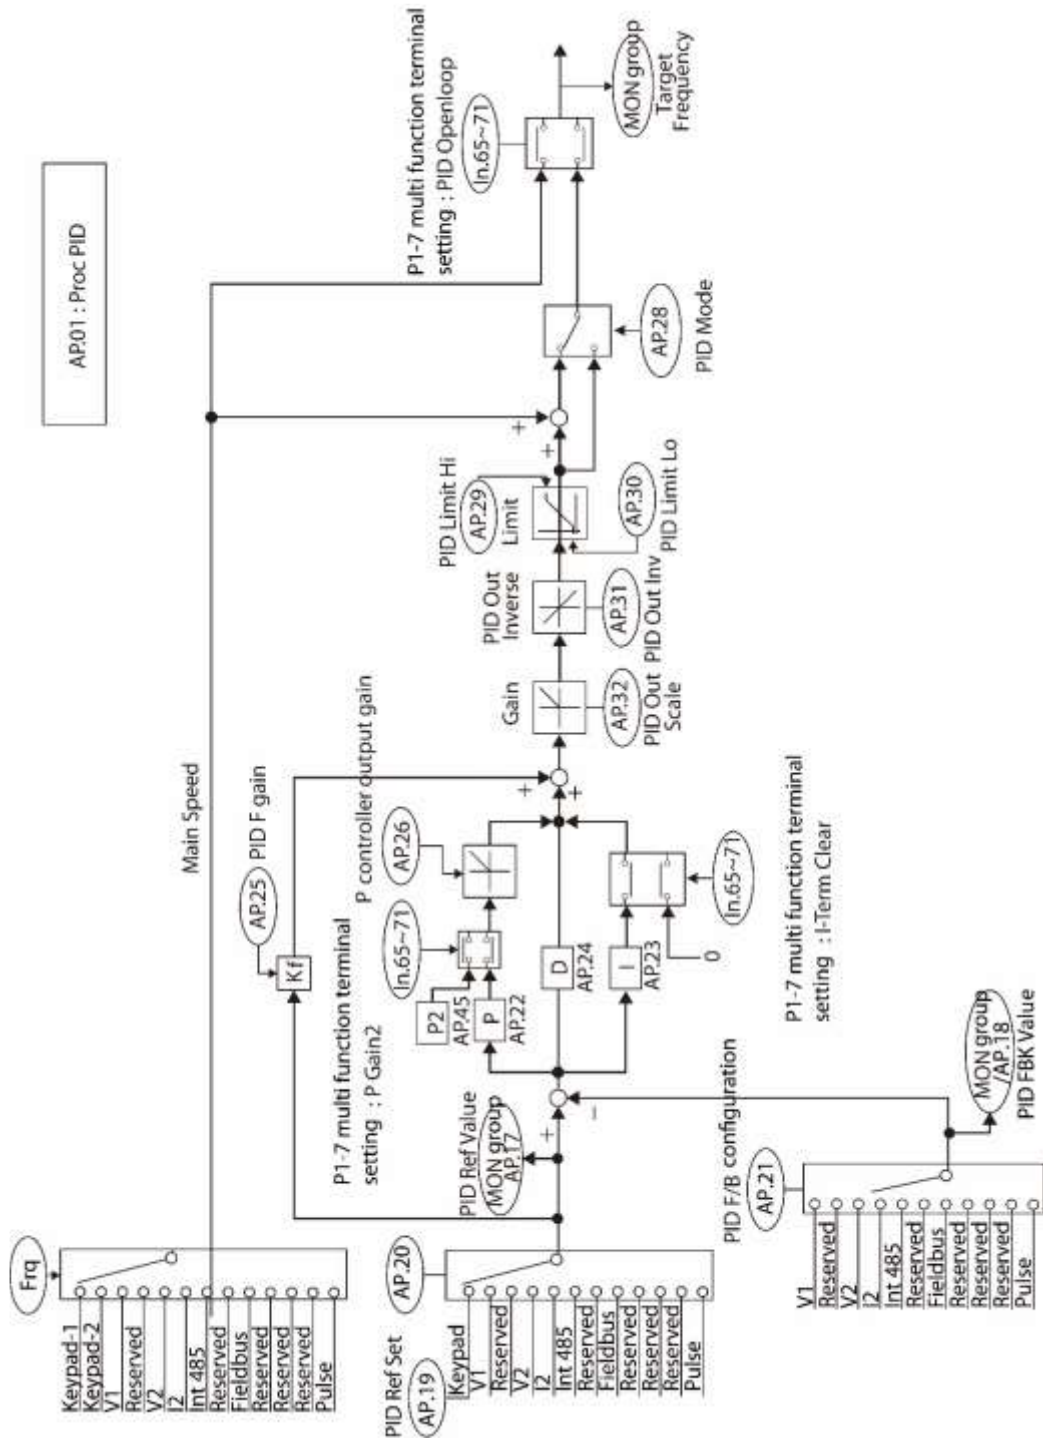 AP.01 : Proc PID
Frq
Keypad-1
Keypad-2
V1
Reserved
V2
I2
Int 485
Reserved
Fieldbus
Reserved
Reserved
Reserved
Pulse
Main Speed
AP.25
PID F gain
Kf
P1-7 multi function terminal
setting : PID Openloop
In.65~71
MON group
Target
Frequency
PID Ref Set
AP.19
AP.20
Keypad
V1
Reserved
V2
I2
Int 485
Reserved
Fieldbus
Reserved
Reserved
Reserved
Pulse
PID Ref Value
MON group
AP.17
+
−
P1-7 multi function terminal
setting : P Gain2
In.65~71
P2
AP.45
P
AP.22
P controller output gain
AP.26
D
AP.24
I
AP.23
0
In.65~71
P1-7 multi function terminal
setting : I-Term Clear
+
+
Gain
AP.32
PID Out
Scale
PID Out
Inverse
AP.31
PID Out Inv
PID Limit Hi
AP.29
Limit
AP.30
PID Limit Lo
+
+
AP.28
PID Mode
PID F/B configuration
AP.21
V1
Reserved
V2
I2
Int 485
Reserved
Fieldbus
Reserved
Reserved
Reserved
Pulse
MON group
/AP.18
PID FBK Value